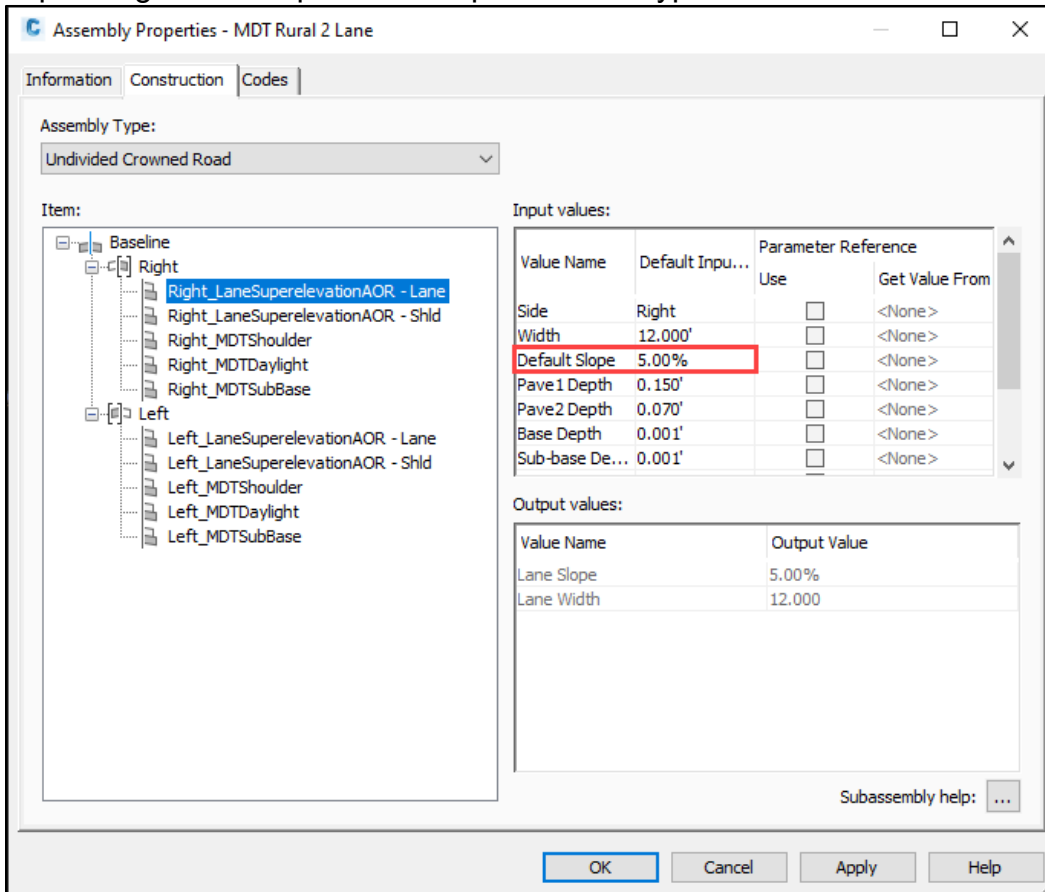 Assembly Properties - MDT Rural 2 Lane
Information Construction Codes
Assembly Type:
Undivided Crowned Road
Item:
Baseline
Right
Right_LaneSuperelevationAOR - Lane
Right_LaneSuperelevationAOR - Shld
Right_MDTShoulder
Right_MDTDaylight
Right_MDTSubBase
Left
Left_LaneSuperelevationAOR - Lane
Left_LaneSuperelevationAOR - Shld
Left_MDTShoulder
Left_MDTDaylight
Left_MDTSubBase
Input values:
Value Name Default Inpu... Parameter Reference
Use Get Value From
Side Right <None>
Width 12.000' <None>
Default Slope 5.00% <None>
Pave1 Depth 0.150' <None>
Pave2 Depth 0.070' <None>
Base Depth 0.001' <None>
Sub-base De... 0.001' <None>
Output values:
Value Name Output Value
Lane Slope 5.00%
Lane Width 12.000
Subassembly help: ...
OK Cancel Apply Help